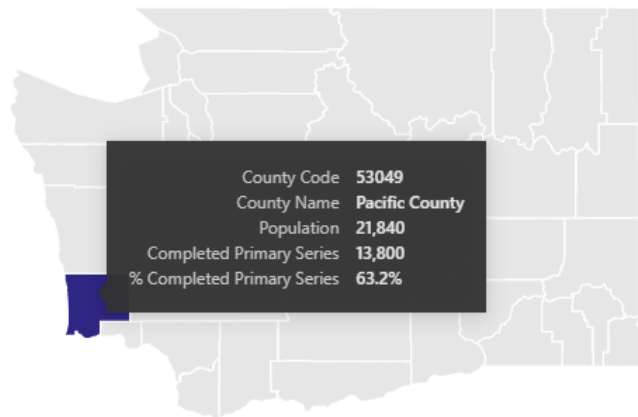 County Code 53049
County Name Pacific County
Population 21,840
Completed Primary Series 13,800
% Completed Primary Series 63.2%